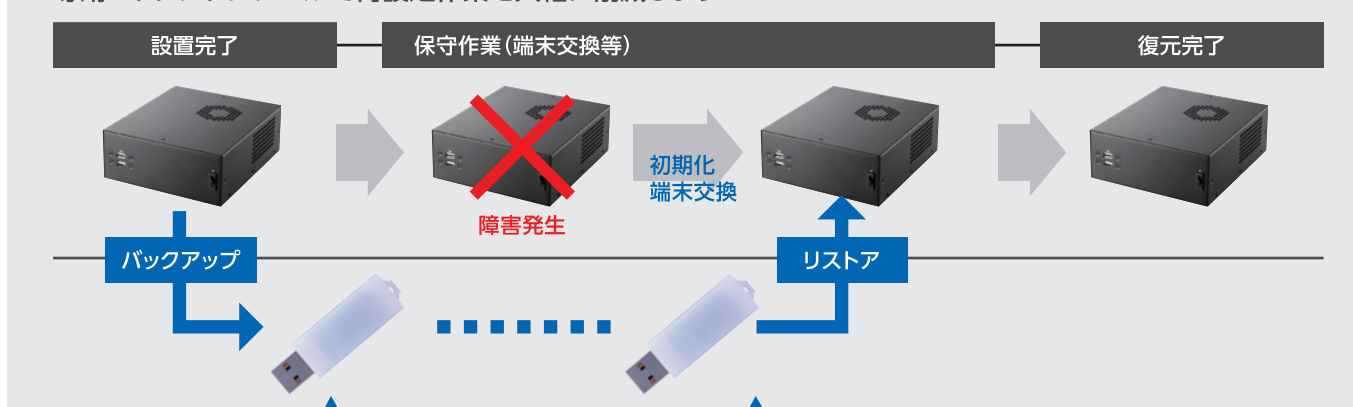 設置完了
保守作業(端末交換等)
復元完了
初期化
端末交換
障害発生
バックアップ
リストア